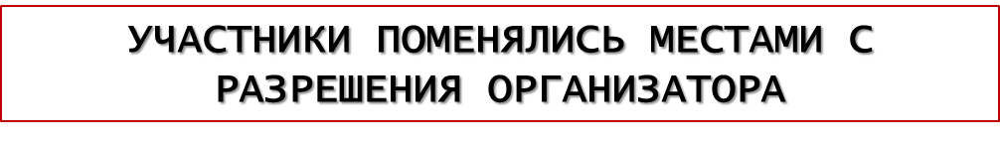 УЧАСТНИКИ ПОМЕНЯЛИСЬ МЕСТАМИ С
РАЗРЕШЕНИЯ ОРГАНИЗАТОРА